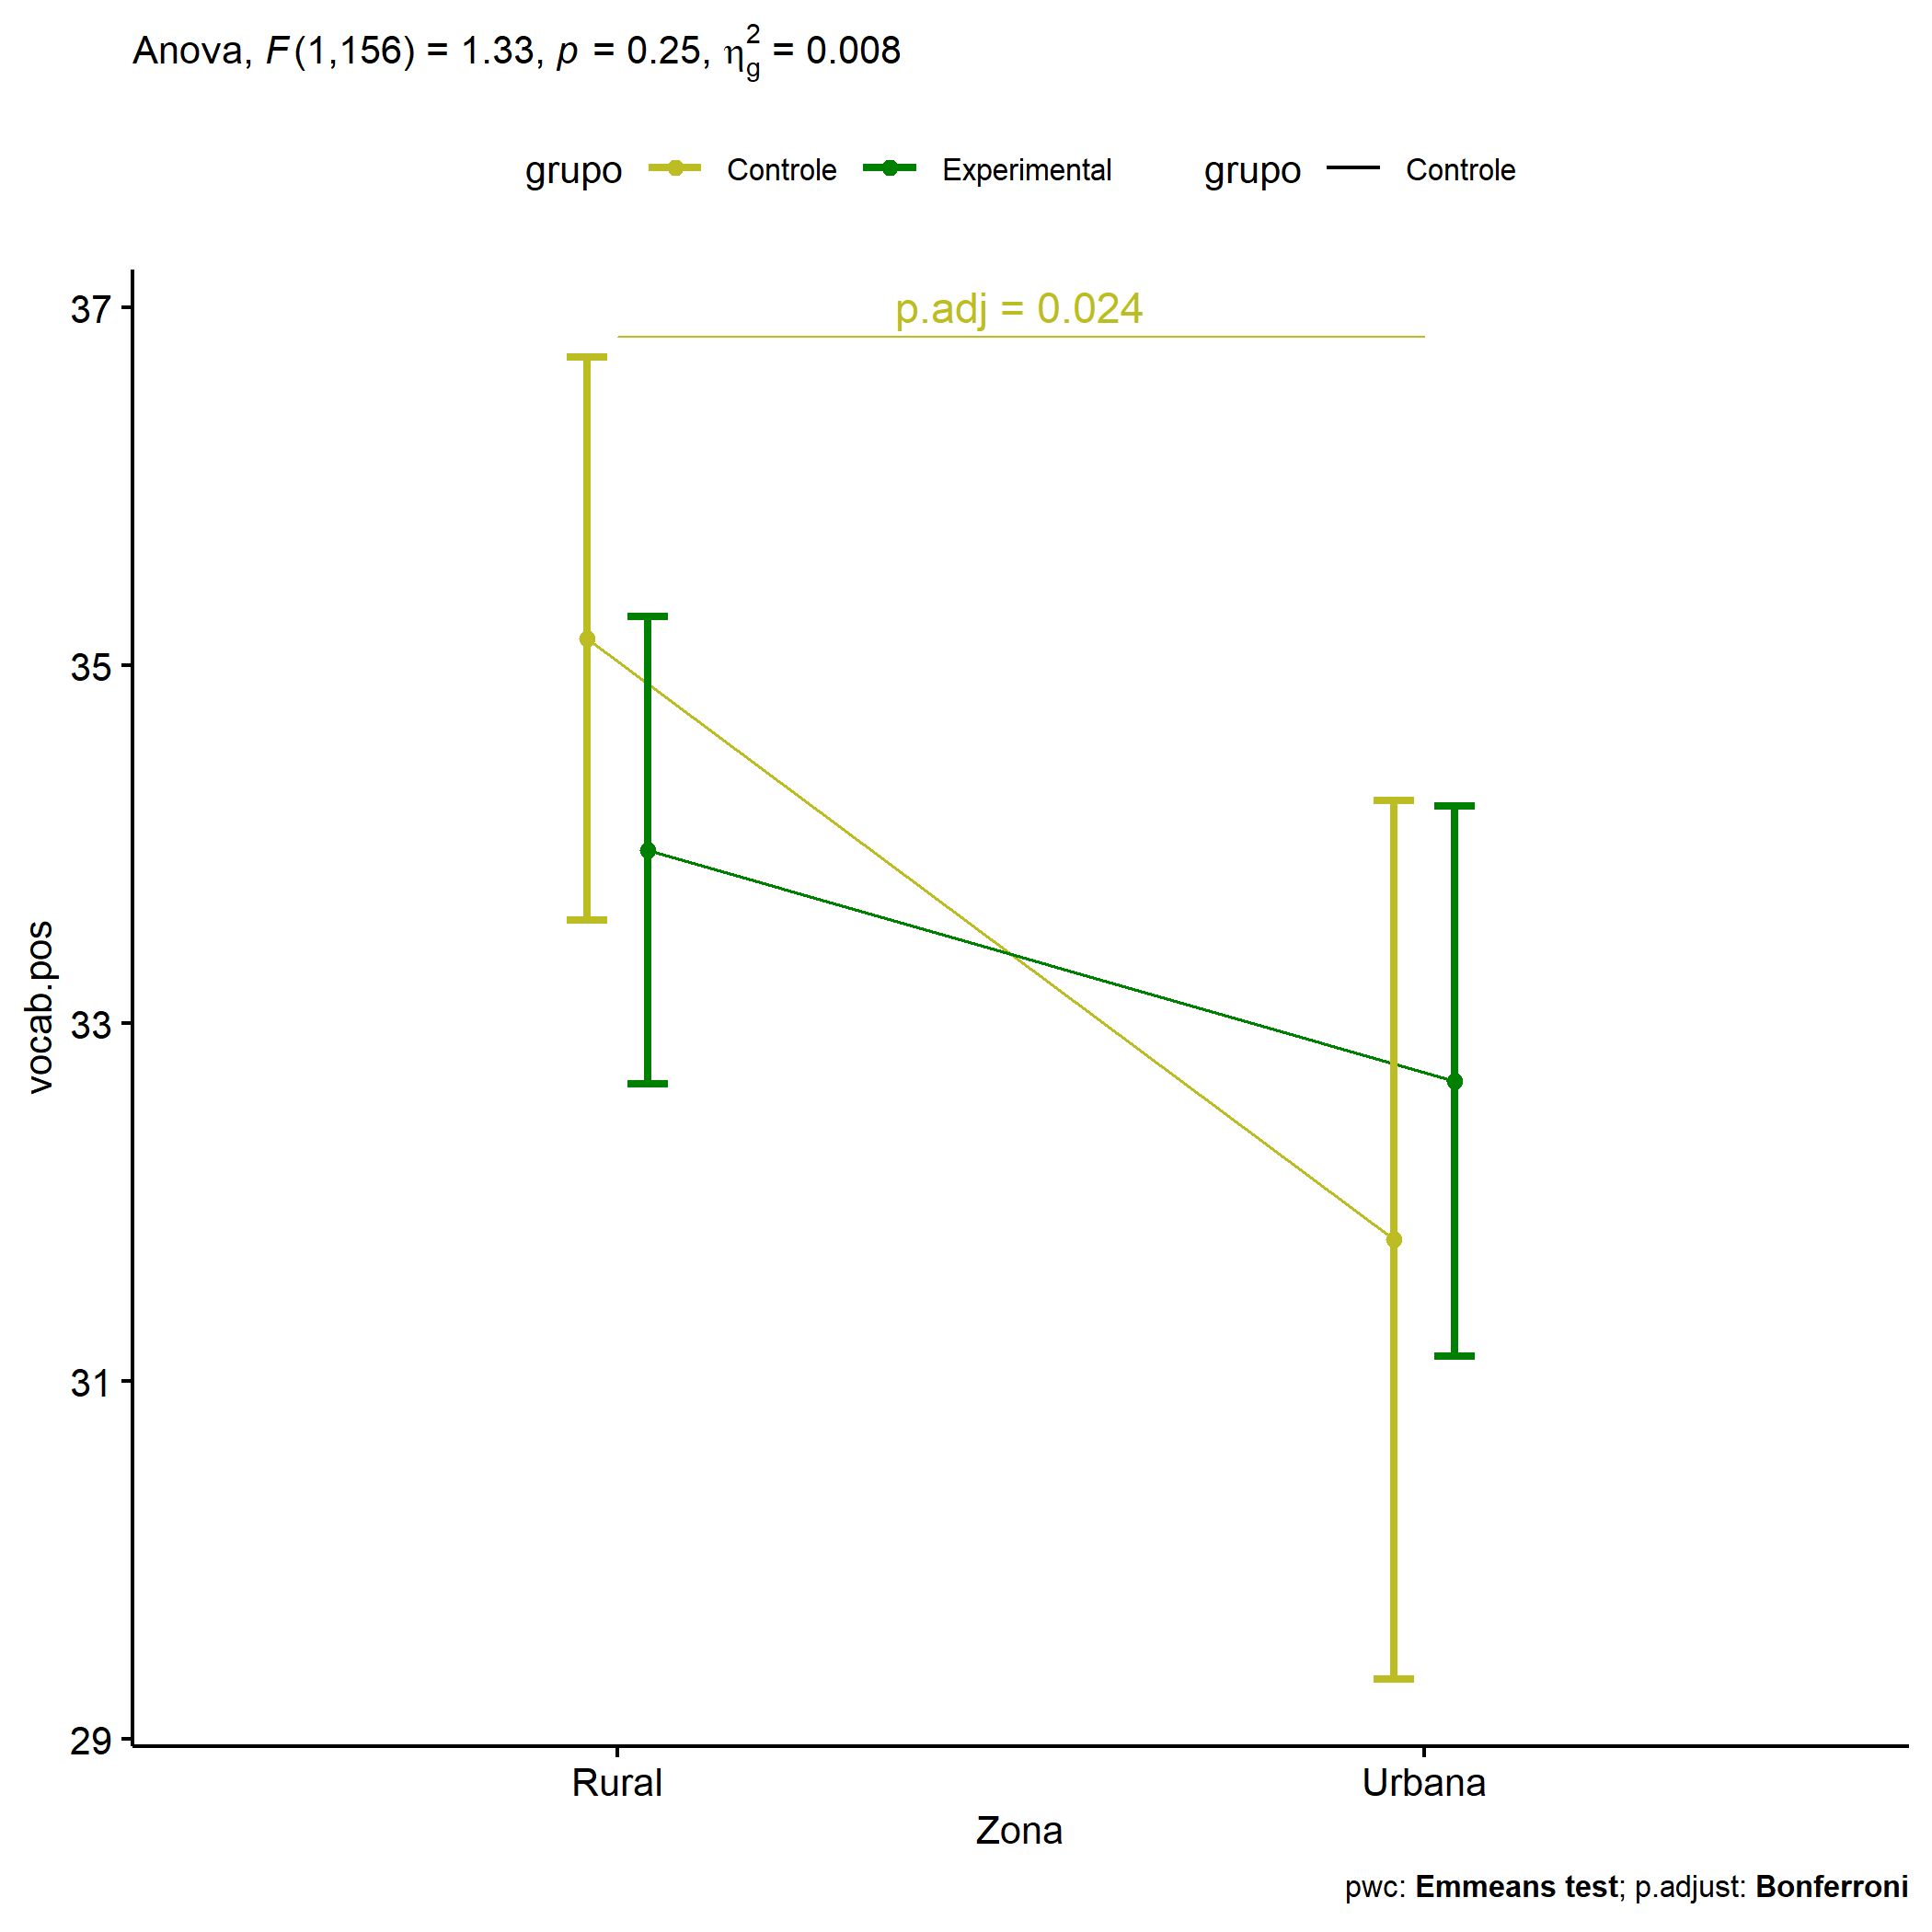 Anova, F(1,156) = 1.33, p = 0.25, η²g = 0.008
grupo Controle Experimental grupo Controle
p.adj = 0.024
37
35
33
31
29
vocab.pos
Rural Urbana
Zona
pwc: Emmeans test; p.adjust: Bonferroni